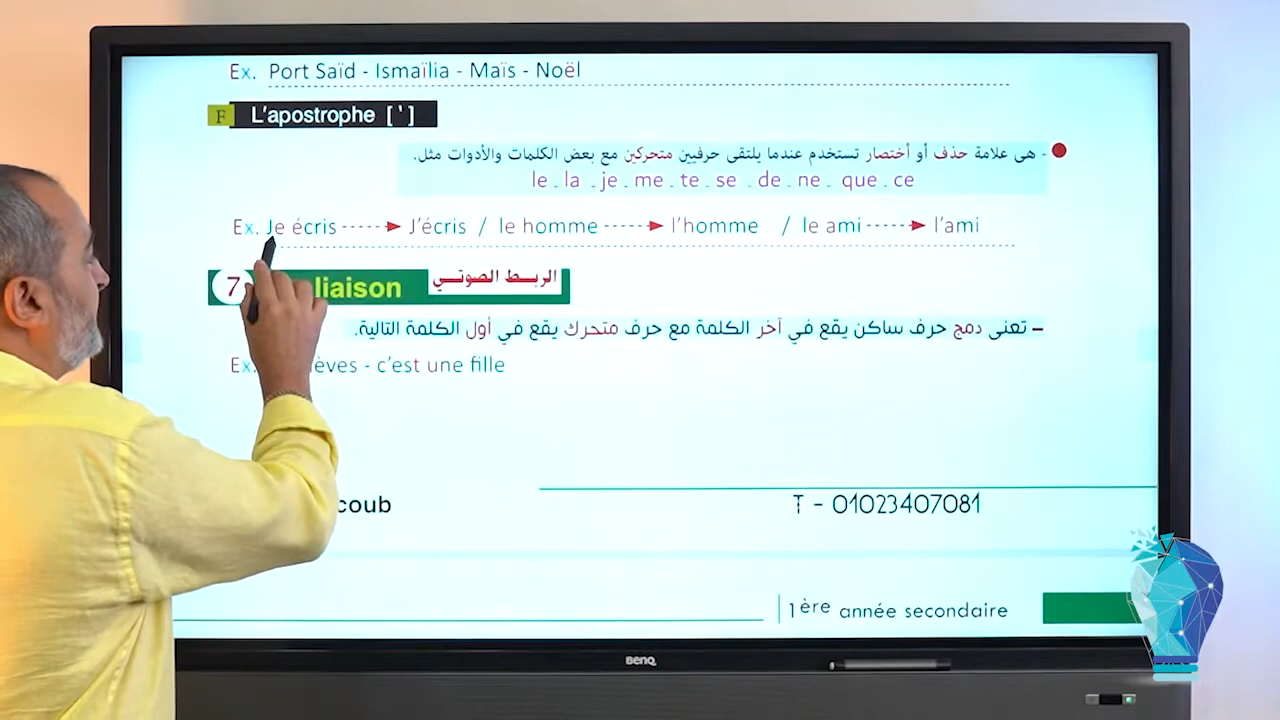 Ex. Port Saïd - Ismaïlia - Maïs - Noël
F L'apostrophe [ ' ]
- هى علامة حذف أو أختصار تستخدم عندما يلتقى حرفيين متحركين مع بعض الكلمات والأدوات مثل.
le - la - je - me - te - se - de - ne - que - ce
Ex. Je écris -----► J'écris / le homme -----► l'homme / le ami -----► l'ami
7 liaison الربط الصوتي
– تعنى دمج حرف ساكن يقع في آخر الكلمة مع حرف متحرك يقع في أول الكلمة التالية.
Ex. èves - c'est une fille
coub T - 01023407081
1ère année secondaire
BenQ